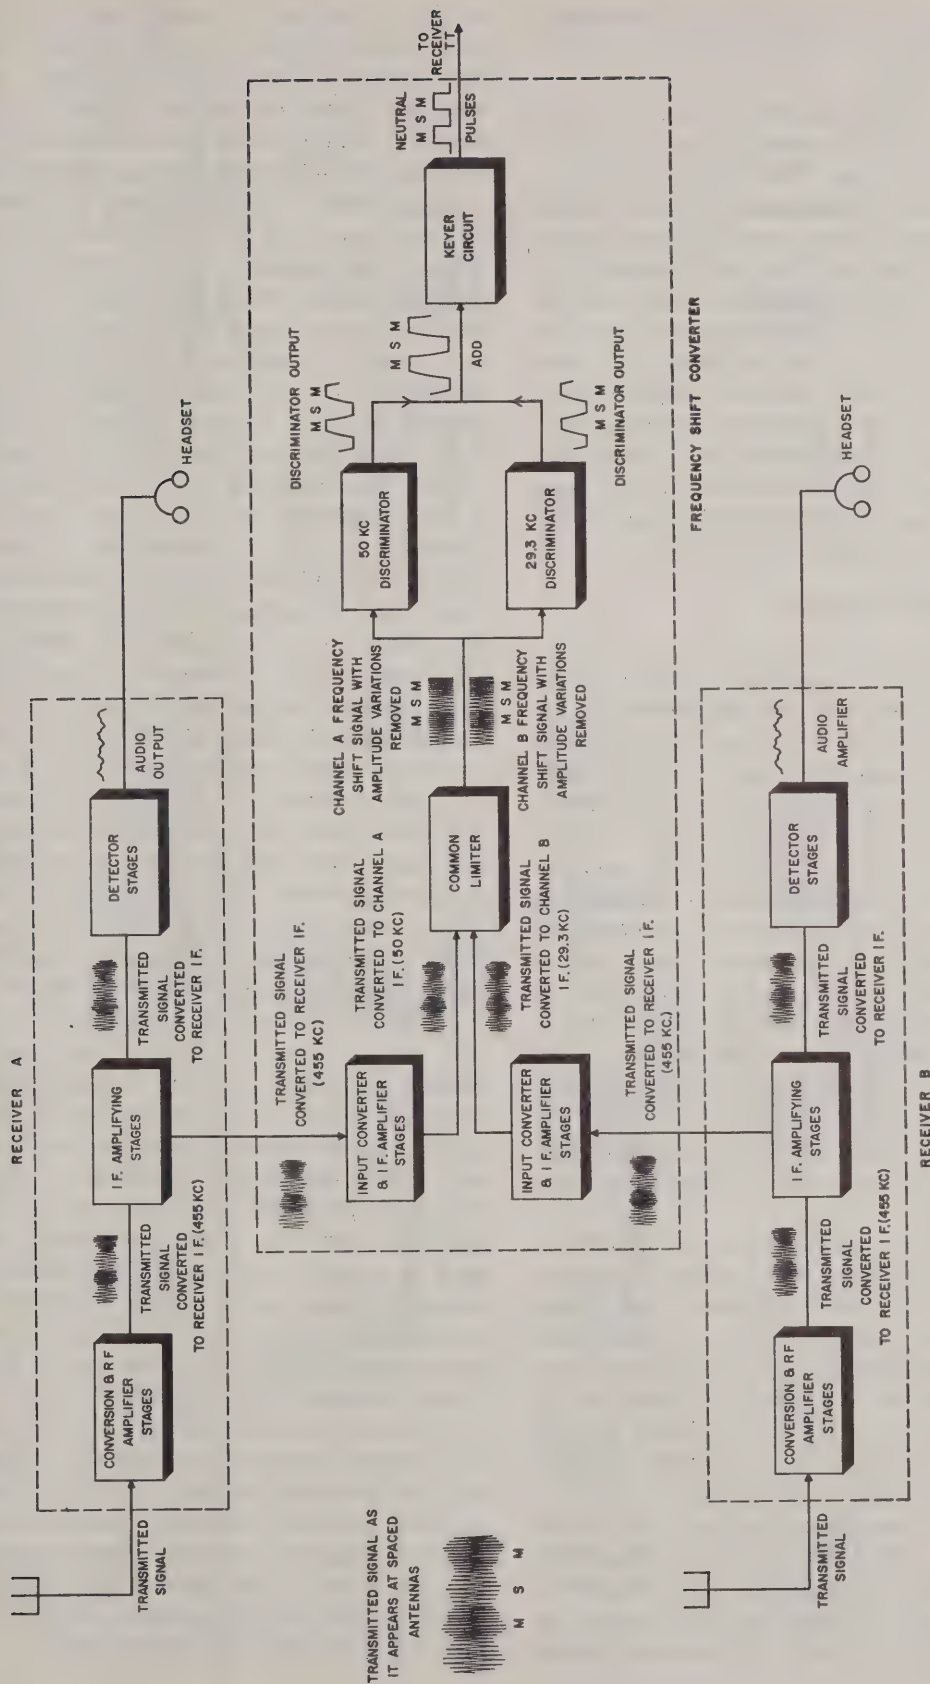 RECEIVER A
TRANSMITTED
SIGNAL
CONVERSION & RF
AMPLIFIER
STAGES
TRANSMITTED
SIGNAL
CONVERTED
TO RECEIVER I F. (455 KC)
I F. AMPLIFYING
STAGES
TRANSMITTED
SIGNAL
CONVERTED
TO RECEIVER I F.
DETECTOR
STAGES
AUDIO
OUTPUT
HEADSET
TRANSMITTED SIGNAL
CONVERTED TO RECEIVER I F.
(455 KC)
INPUT CONVERTER
& I F. AMPLIFIER
STAGES
TRANSMITTED SIGNAL
CONVERTED TO CHANNEL A
I F. (50 KC)
COMMON
LIMITER
CHANNEL A FREQUENCY
SHIFT SIGNAL WITH
AMPLITUDE VARIATIONS
REMOVED
M S M
50 KC
DISCRIMINATOR
DISCRIMINATOR OUTPUT
M S M
M S M
ADD
KEYER
CIRCUIT
NEUTRAL
M S M
PULSES
TO
RECEIVER
TT
TRANSMITTED SIGNAL AS
IT APPEARS AT SPACED
ANTENNAS
M S M
INPUT CONVERTER
& I F. AMPLIFIER
STAGES
TRANSMITTED SIGNAL
CONVERTED TO CHANNEL B
I F. (29.3 KC)
M S M
CHANNEL B FREQUENCY
SHIFT SIGNAL WITH
AMPLITUDE VARIATIONS
REMOVED
29.3 KC
DISCRIMINATOR
M S M
DISCRIMINATOR OUTPUT
TRANSMITTED SIGNAL
CONVERTED TO RECEIVER I F.
(455 KC.)
FREQUENCY SHIFT CONVERTER
TRANSMITTED
SIGNAL
CONVERSION & RF
AMPLIFIER
STAGES
TRANSMITTED
SIGNAL
CONVERTED
TO RECEIVER I F. (455 KC)
I F. AMPLIFYING
STAGES
TRANSMITTED
SIGNAL
CONVERTED
TO RECEIVER I F.
DETECTOR
STAGES
AUDIO
AMPLIFIER
HEADSET
RECEIVER B